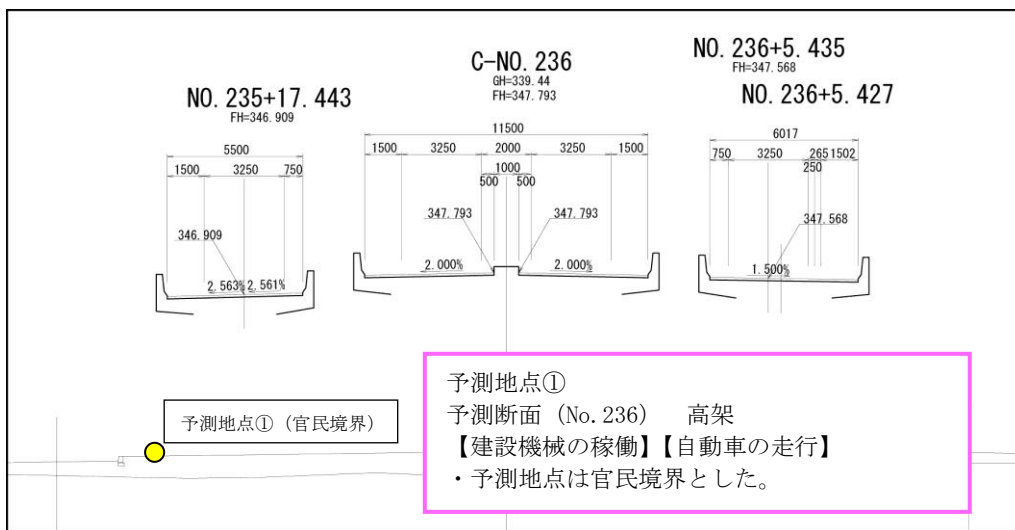 NO. 235+17.443
FH=346.909
5500
1500 3250 750
346.909
2.563% 2.561%
C-NO. 236
GH=339.44
FH=347.793
11500
1500 3250 2000 3250 1500
1000
500 500
347.793 347.793
2.000% 2.000%
NO. 236+5.435
FH=347.568
NO. 236+5.427
6017
750 3250 265 1502
250
347.568
1.500%
予測地点①（官民境界）
予測地点①
予測断面（No.236） 高架
【建設機械の稼働】【自動車の走行】
・予測地点は官民境界とした。